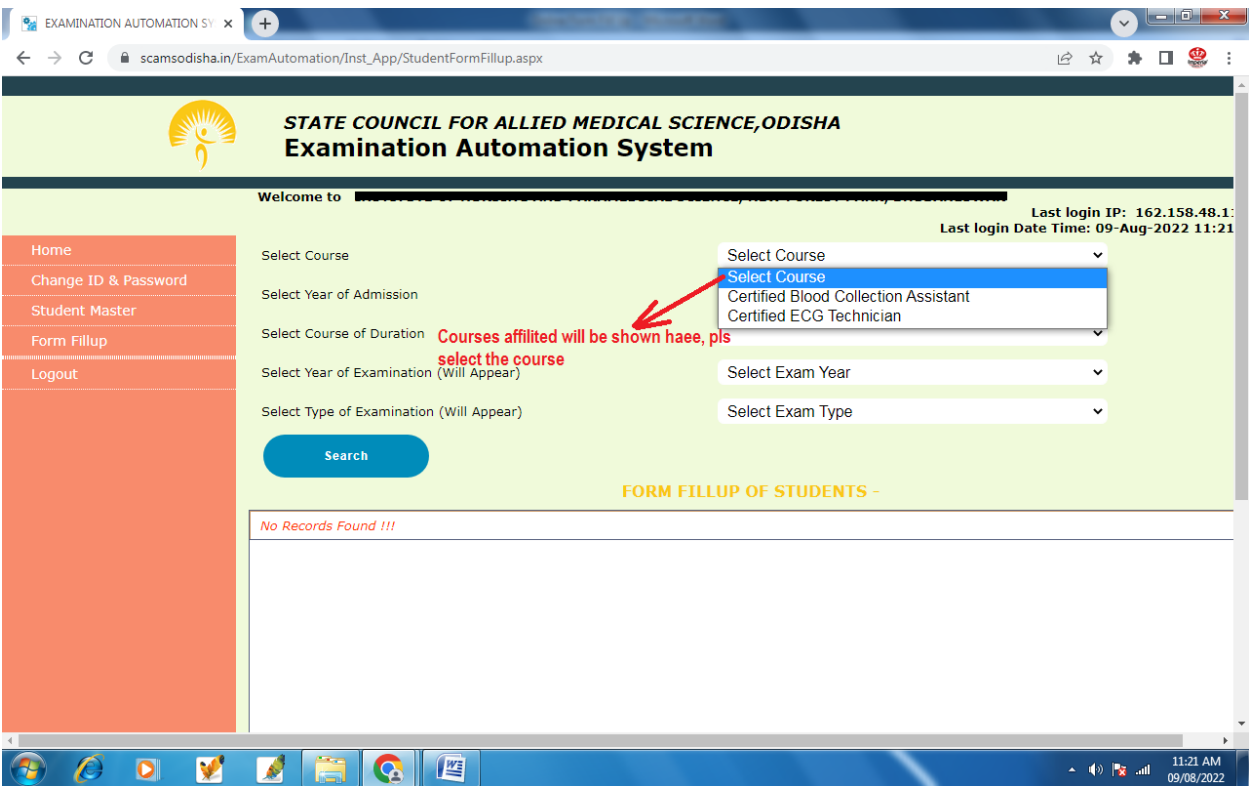 EXAMINATION AUTOMATION SY
scamsodisha.in/ExamAutomation/Inst_App/StudentFormFillup.aspx
STATE COUNCIL FOR ALLIED MEDICAL SCIENCE,ODISHA
Examination Automation System
Welcome to
Last login IP: 162.158.48.1
Last login Date Time: 09-Aug-2022 11:21
Home
Change ID & Password
Student Master
Form Fillup
Logout
Select Course
Select Course
Select Course
Certified Blood Collection Assistant
Certified ECG Technician
Select Year of Admission
Select Course of Duration
Courses affilited will be shown haee, pls
select the course
Select Year of Examination (Will Appear)
Select Exam Year
Select Type of Examination (Will Appear)
Select Exam Type
Search
FORM FILLUP OF STUDENTS -
No Records Found !!!
11:21 AM
09/08/2022